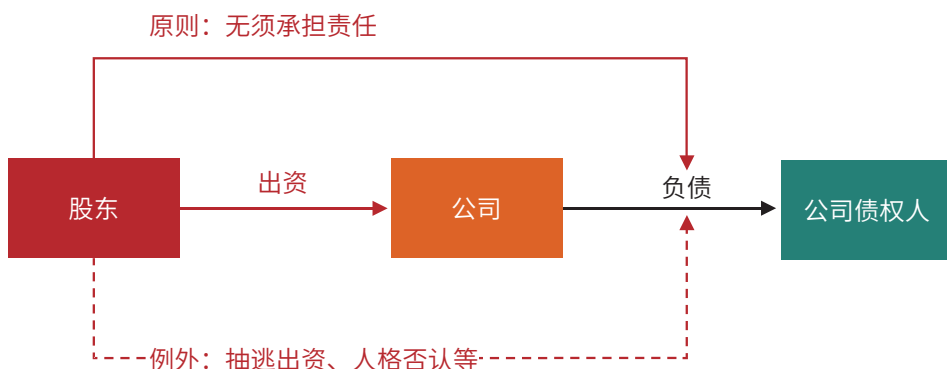 原则：无须承担责任
出资
负债
股东
公司
公司债权人
例外：抽逃出资、人格否认等